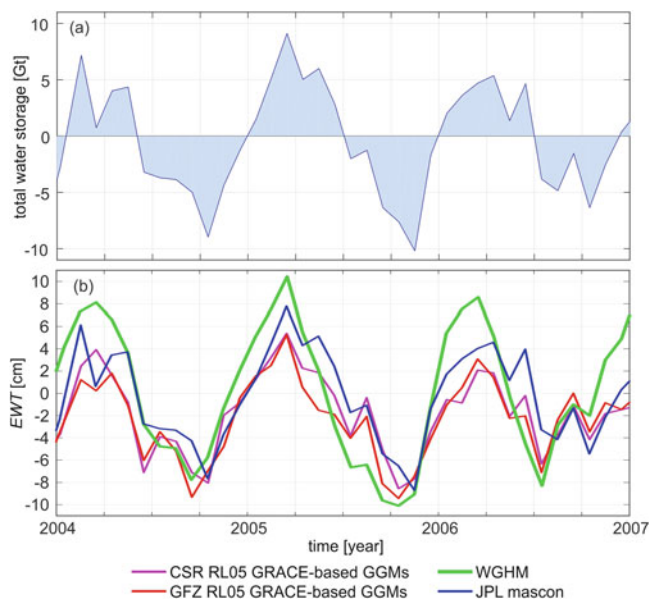 (a)
total water storage [Gt]
10
5
0
-5
-10
(b)
EWT [cm]
10
8
6
4
2
0
-2
-4
-6
-8
-10
2004 2005 2006 2007
time [year]
CSR RL05 GRACE-based GGMs WGHM
GFZ RL05 GRACE-based GGMs JPL mascon